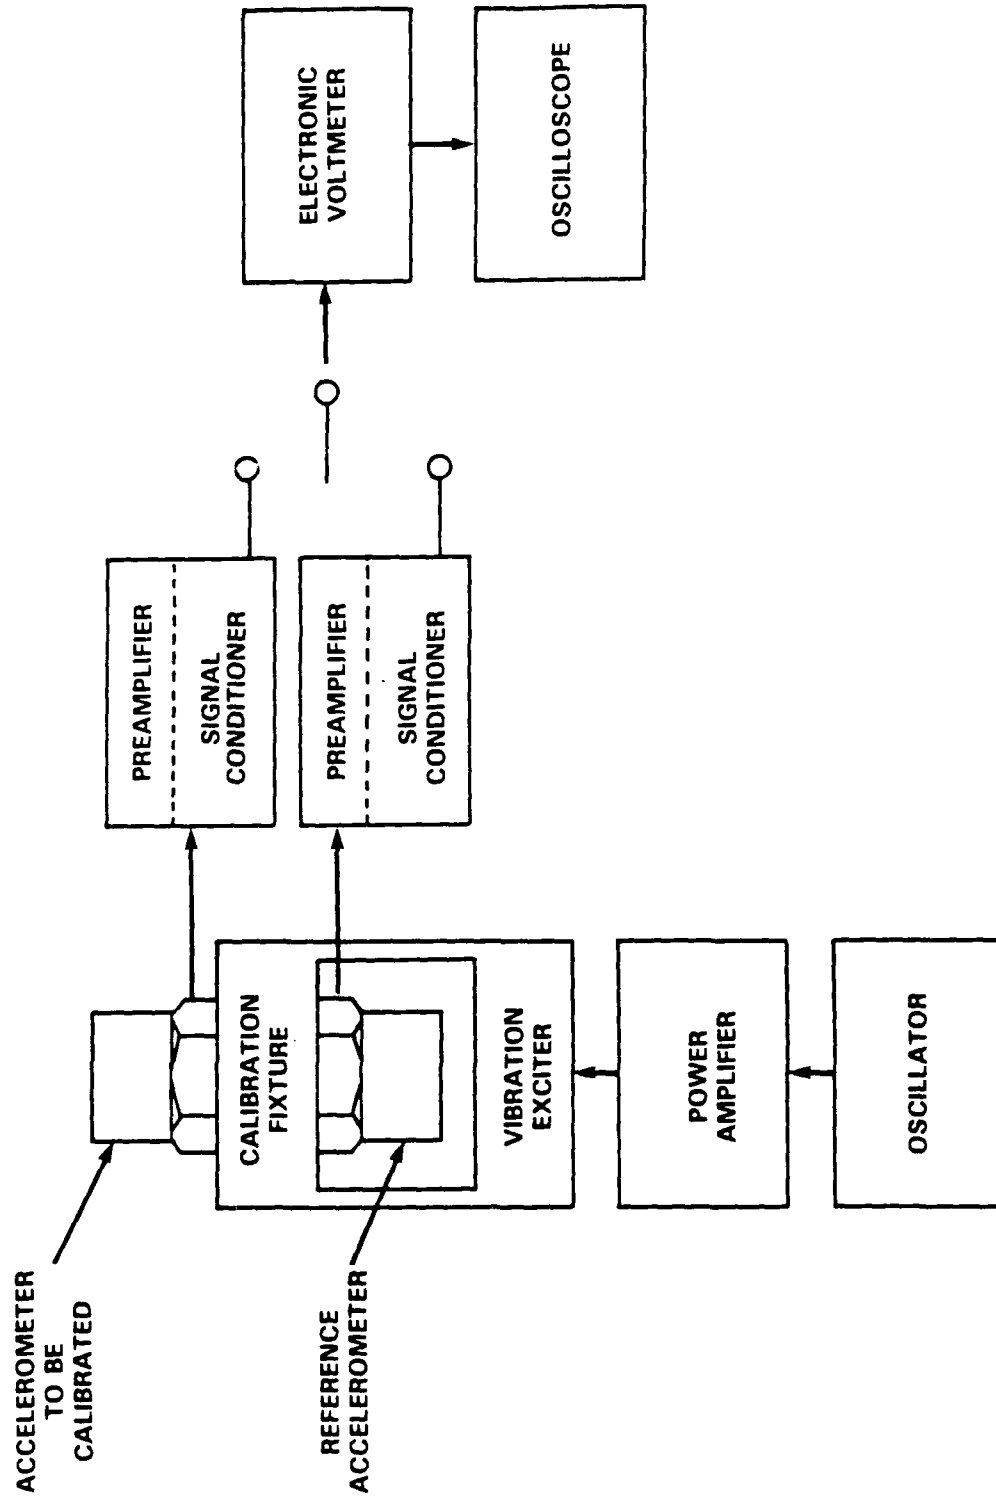 ACCELEROMETER
TO BE
CALIBRATED
REFERENCE
ACCELEROMETER
CALIBRATION
FIXTURE
VIBRATION
EXCITER
POWER
AMPLIFIER
OSCILLATOR
PREAMPLIFIER
SIGNAL
CONDITIONER
PREAMPLIFIER
SIGNAL
CONDITIONER
ELECTRONIC
VOLTMETER
OSCILLOSCOPE